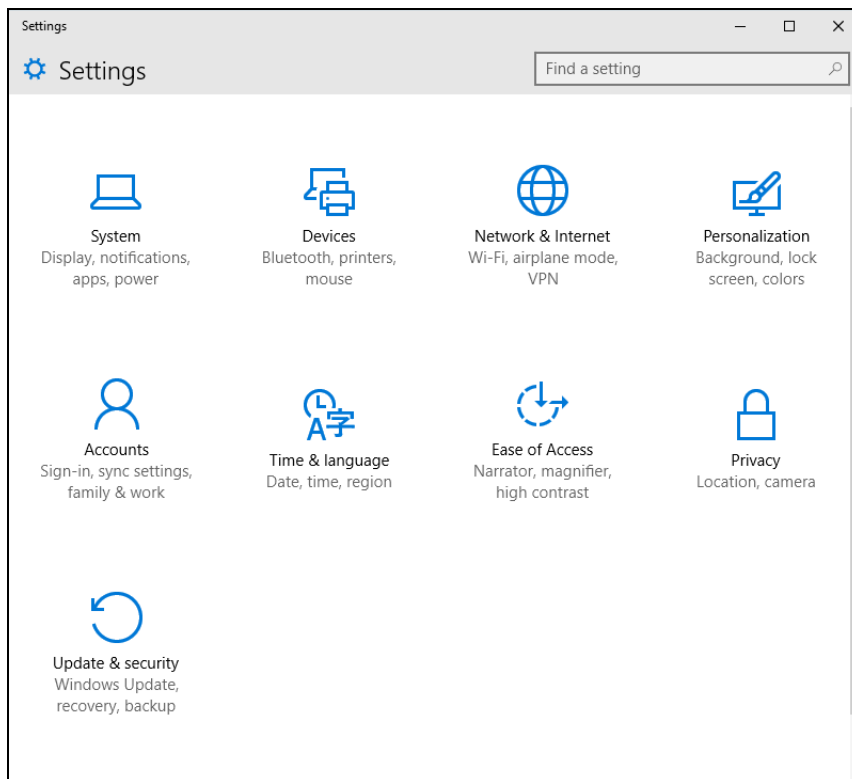 Settings
Settings
Find a setting
System
Display, notifications,
apps, power
Devices
Bluetooth, printers,
mouse
Network & Internet
Wi-Fi, airplane mode,
VPN
Personalization
Background, lock
screen, colors
Accounts
Sign-in, sync settings,
family & work
A字
Time & language
Date, time, region
Ease of Access
Narrator, magnifier,
high contrast
Privacy
Location, camera
Update & security
Windows Update,
recovery, backup